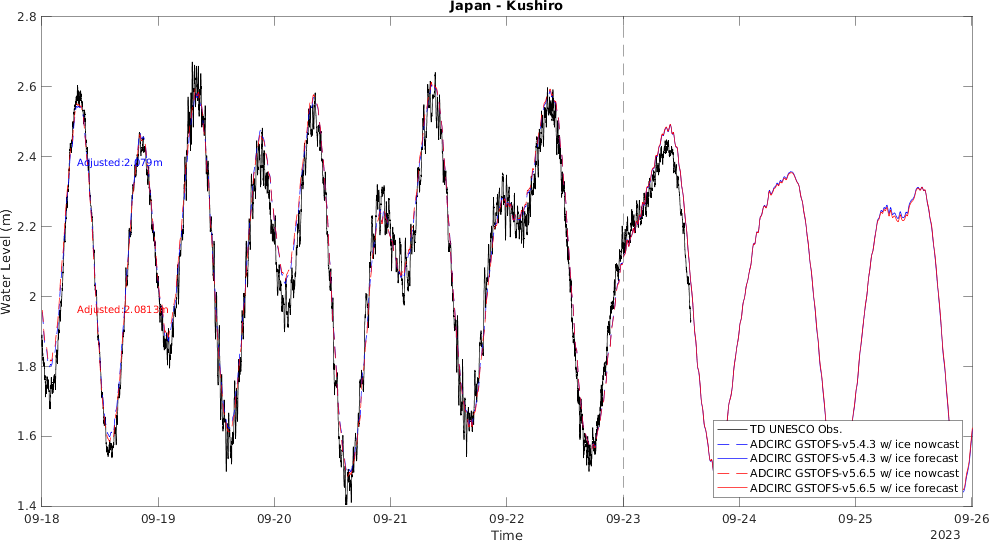 Japan - Kushiro
2.8
2.6
2.4
2.2
2
1.8
1.6
1.4
Water Level (m)
Adjusted:2.079m
Adjusted:2.0813m
TD UNESCO Obs.
ADCIRC GSTOFS-v5.4.3 w/ ice nowcast
ADCIRC GSTOFS-v5.4.3 w/ ice forecast
ADCIRC GSTOFS-v5.6.5 w/ ice nowcast
ADCIRC GSTOFS-v5.6.5 w/ ice forecast
09-18 09-19 09-20 09-21 09-22 09-23 09-24 09-25 09-26
Time
2023